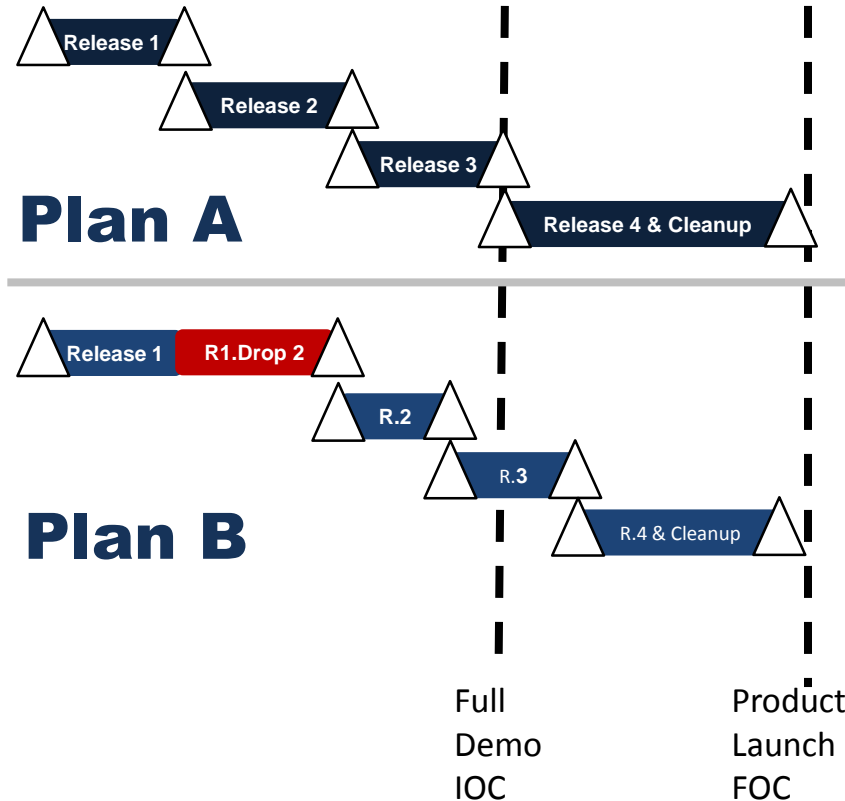 Release 1
Release 2
Release 3
Plan A
Release 4 & Cleanup
Release 1
R1.Drop 2
R.2
R.3
Plan B
R.4 & Cleanup
Full
Demo
IOC
Product
Launch
FOC